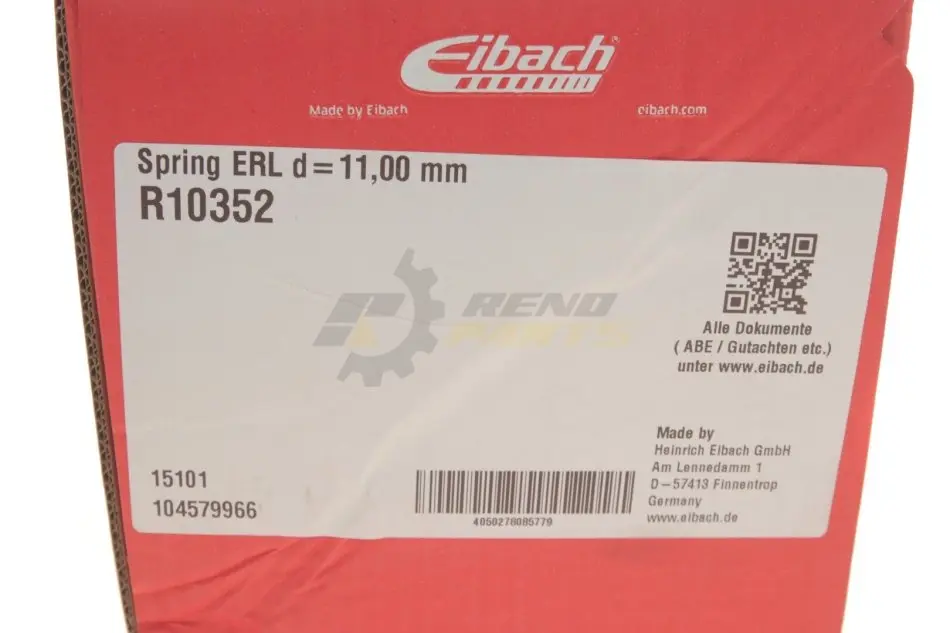 Eibach
Made by Eibach
eibach.com
Spring ERL d=11,00 mm
R10352
RENO
PARTS
Alle Dokumente
( ABE / Gutachten etc.)
unter www.eibach.de
15101
104579966
4050278085779
Made by
Heinrich Eibach GmbH
Am Lennedamm 1
D-57413 Finnentrop
Germany
www.eibach.de